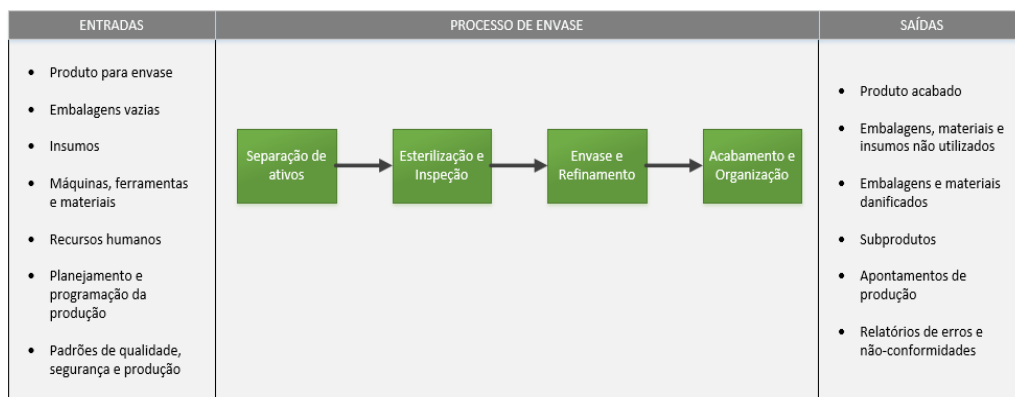 ENTRADAS
PROCESSO DE ENVASE
SAÍDAS
• Produto para envase
• Embalagens vazias
• Insumos
• Máquinas, ferramentas
e materiais
• Recursos humanos
• Planejamento e
programação da
produção
• Padrões de qualidade,
segurança e produção
Separação de
ativos
Esterilização e
Inspeção
Envase e
Refinamento
Acabamento e
Organização
• Produto acabado
• Embalagens, materiais e
insumos não utilizados
• Embalagens e materiais
danificados
• Subprodutos
• Apontamentos de
produção
• Relatórios de erros e
não-conformidades